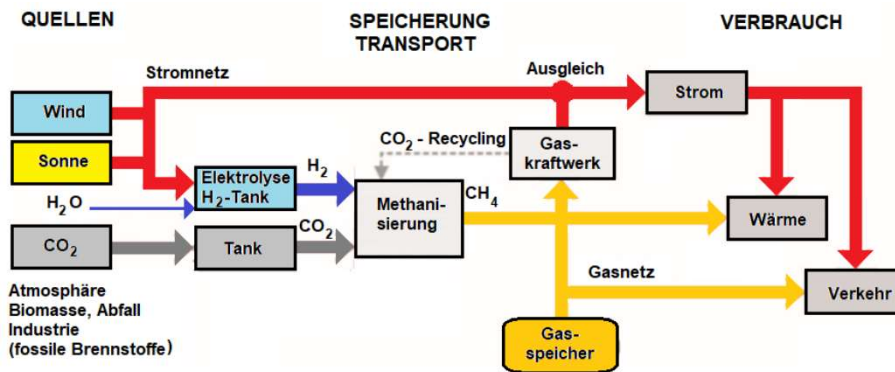 QUELLEN
SPEICHERUNG
TRANSPORT
VERBRAUCH
Stromnetz
Ausgleich
Wind
Strom
Sonne
CO₂ - Recycling
Gas-
kraftwerk
Elektrolyse
H₂-Tank
H₂
H₂O
Methani-
sierung
CH₄
Wärme
CO₂
Tank
CO₂
Gasnetz
Verkehr
Atmosphäre
Biomasse, Abfall
Industrie
(fossile Brennstoffe)
Gas-
speicher